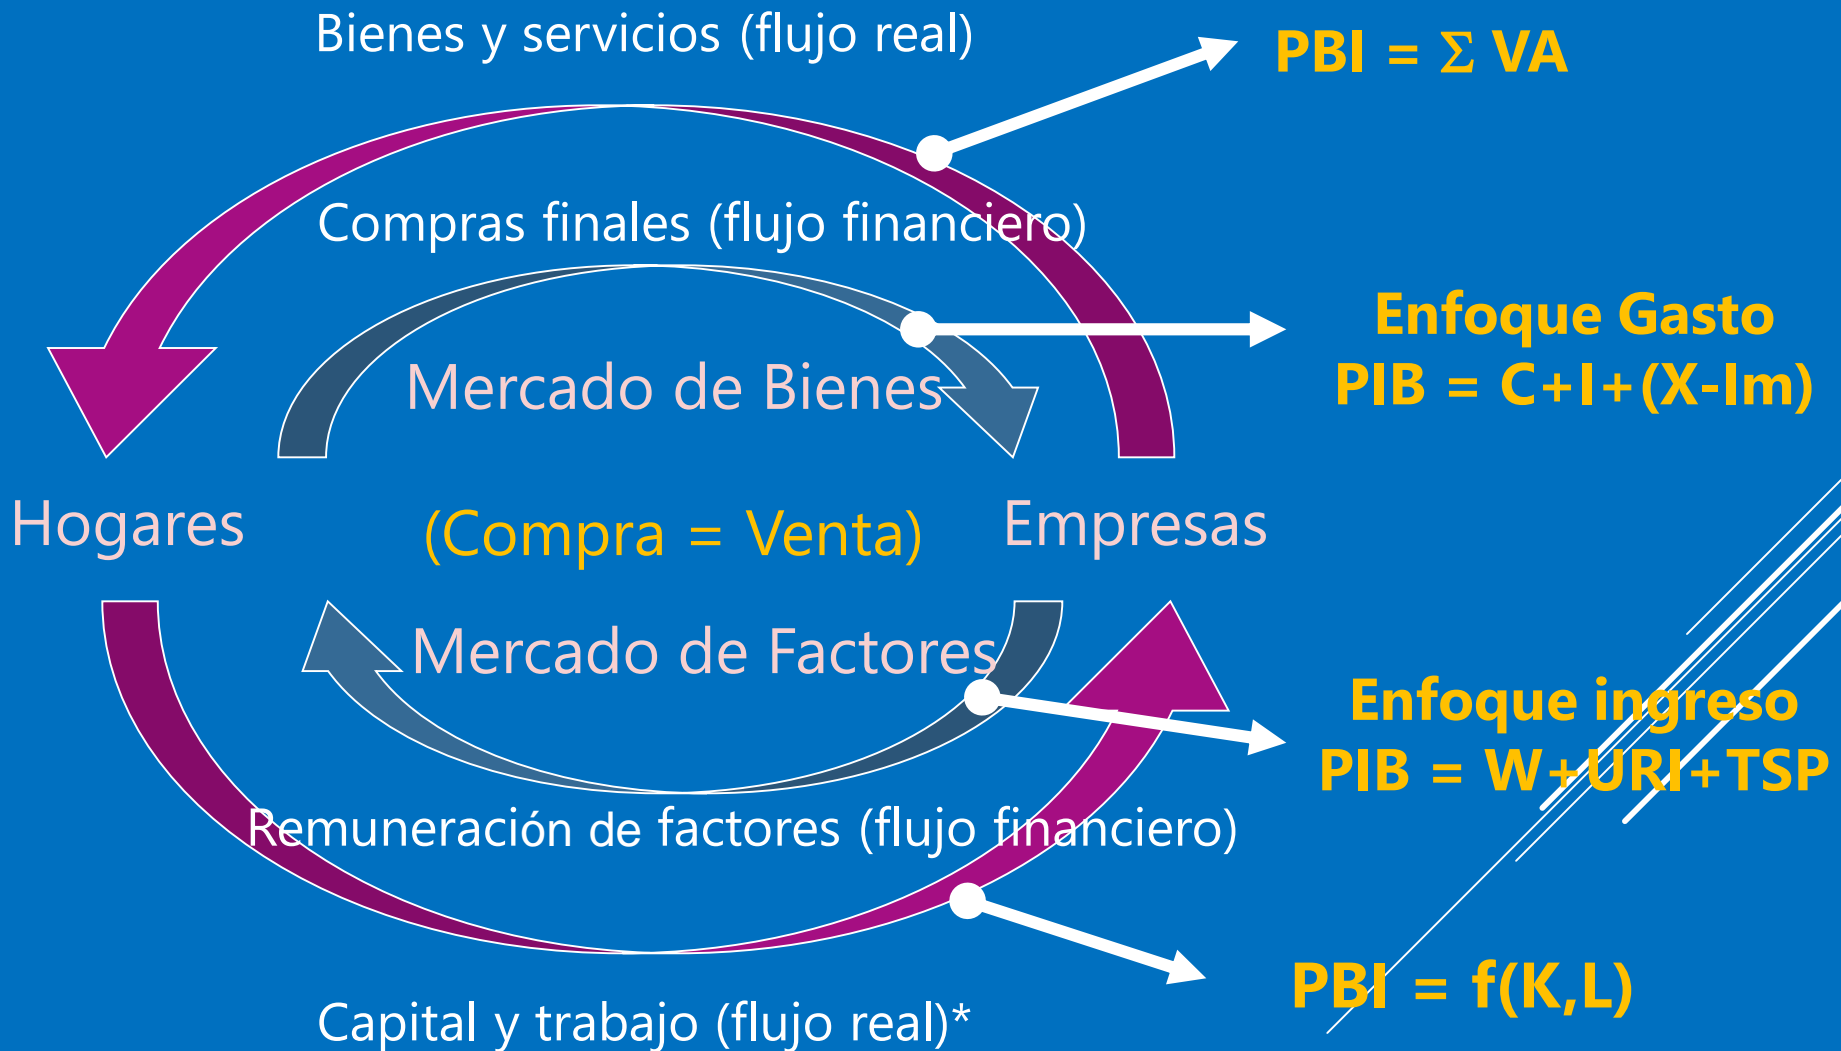 Bienes y servicios (flujo real)
PBI = Σ VA
Compras finales (flujo financiero)
Enfoque Gasto
PIB = C+I+(X-Im)
Mercado de Bienes
Hogares
(Compra = Venta)
Empresas
Mercado de Factores
Enfoque ingreso
PIB = W+URI+TSP
Remuneración de factores (flujo financiero)
PBI = f(K,L)
Capital y trabajo (flujo real)*